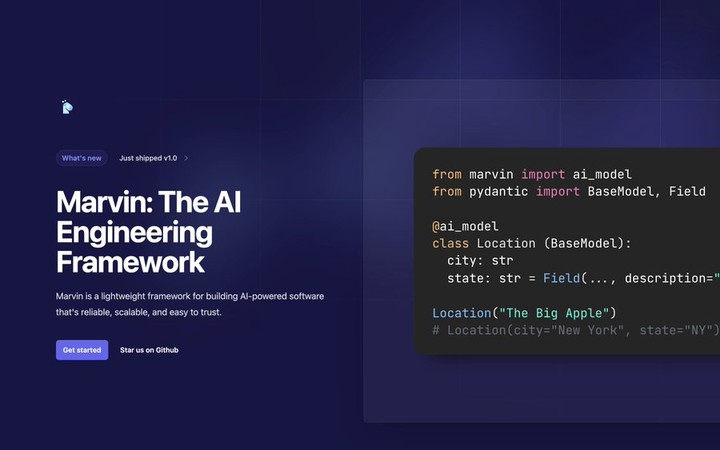 What's new
Just shipped v1.0
Marvin: The AI
Engineering
Framework
Marvin is a lightweight framework for building AI-powered software
that's reliable, scalable, and easy to trust.
Get started
Star us on Github
from marvin import ai_model
from pydantic import BaseModel, Field
@ai_model
class Location (BaseModel):
  city: str
  state: str = Field(..., description="
Location("The Big Apple")
# Location(city="New York", state="NY")